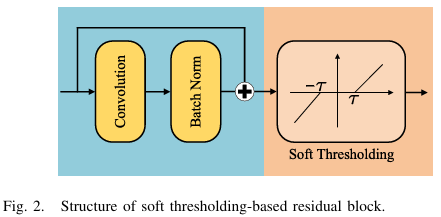 Convolution
Batch Norm
−τ
τ
Soft Thresholding
Fig. 2. Structure of soft thresholding-based residual block.